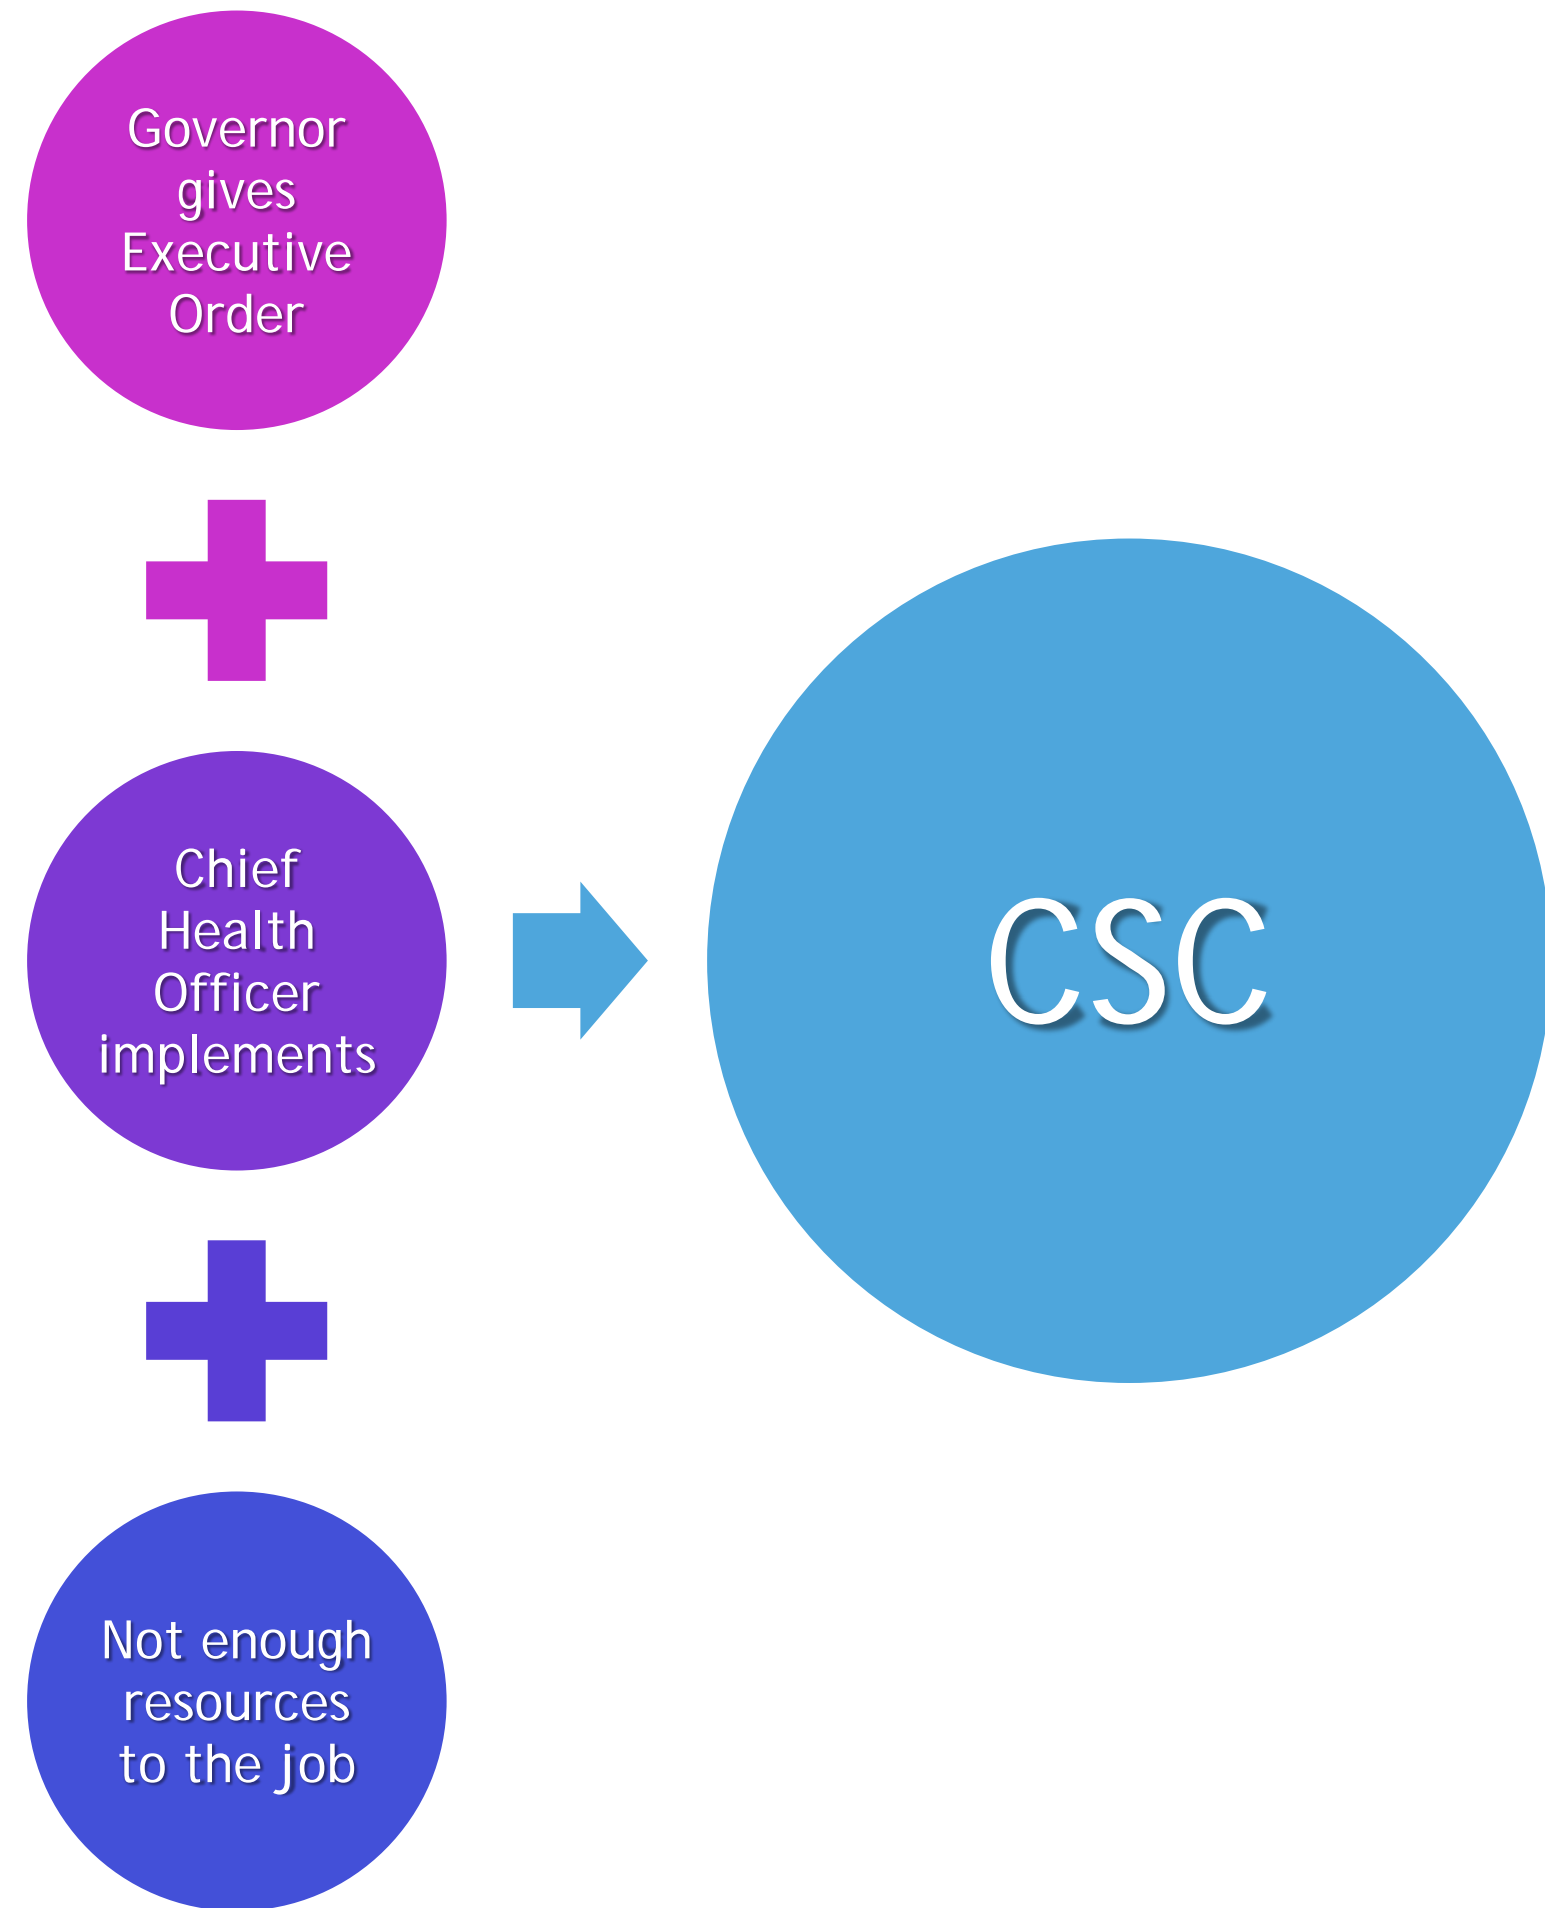 Governor
gives
Executive
Order
Chief
Health
Officer
implements
Not enough
resources
to the job
CSC